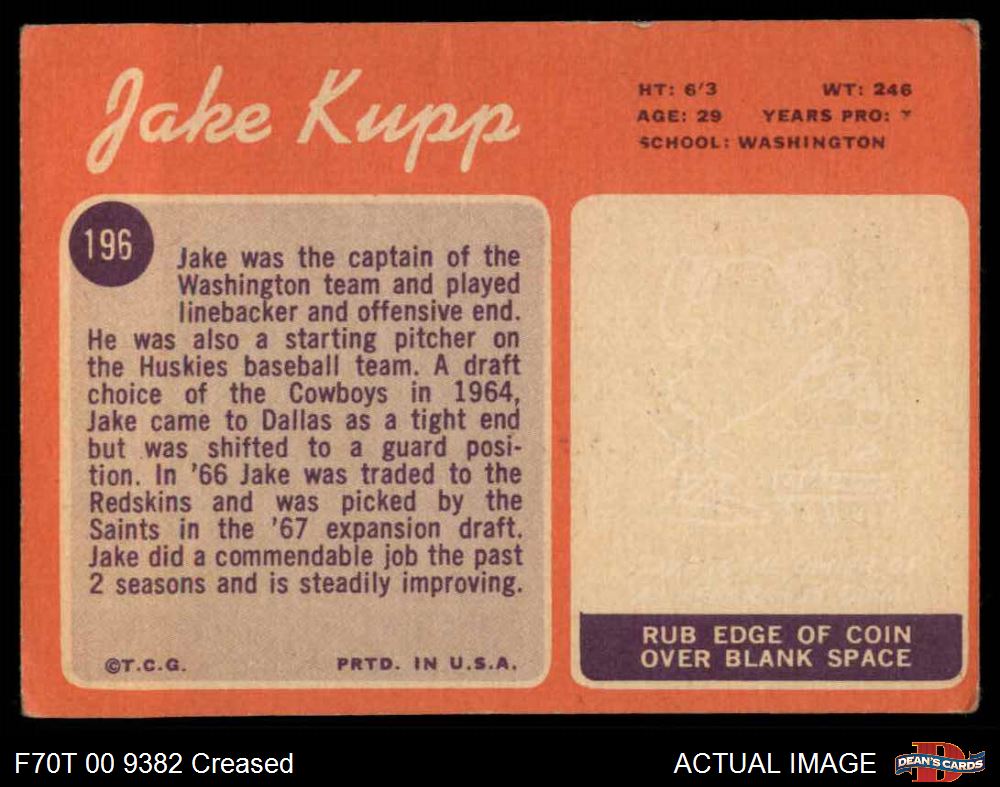 Jake Kupp
HT: 6'3 WT: 246
AGE: 29 YEARS PRO:
SCHOOL: WASHINGTON
196
Jake was the captain of the
Washington team and played
linebacker and offensive end.
He was also a starting pitcher on
the Huskies baseball team. A draft
choice of the Cowboys in 1964,
Jake came to Dallas as a tight end
but was shifted to a guard posi-
tion. In '66 Jake was traded to the
Redskins and was picked by the
Saints in the '67 expansion draft.
Jake did a commendable job the past
2 seasons and is steadily improving.
©T.C.G. PRTD. IN U.S.A.
RUB EDGE OF COIN
OVER BLANK SPACE
F70T 00 9382 Creased
ACTUAL IMAGE
D
DEAN'S CARDS